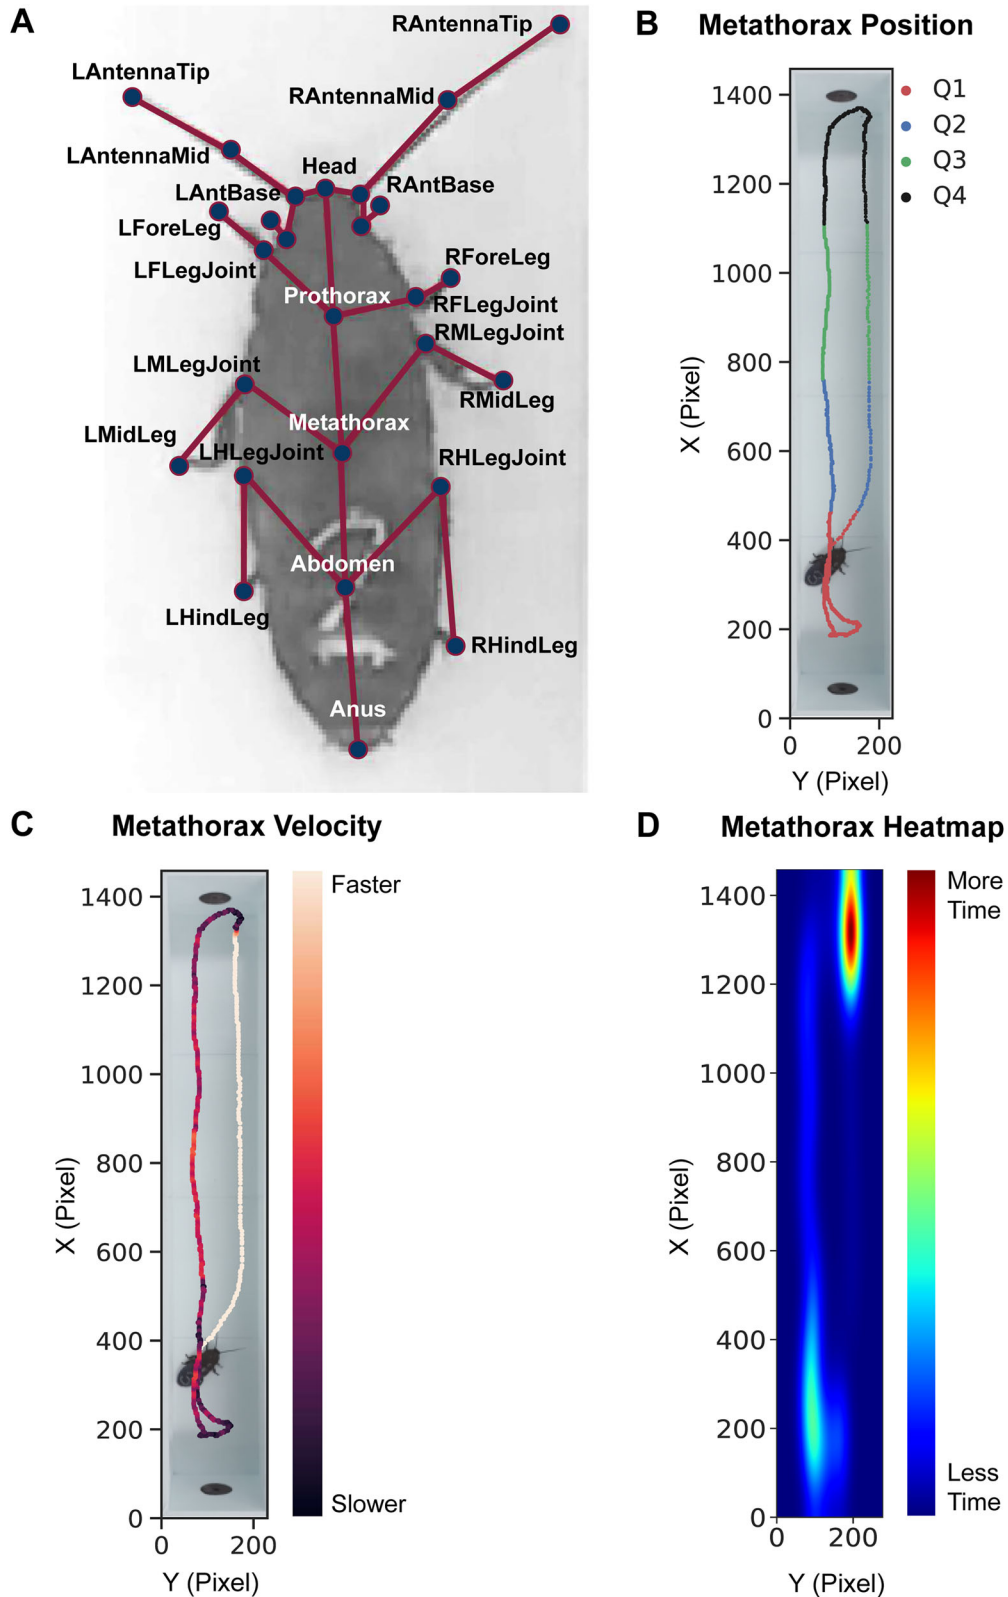 A
RAntennaTip
LAntennaTip
RAntennaMid
LAntennaMid
Head
LAntBase
RAntBase
LForeLeg
RForeLeg
LFLegJoint
Prothorax
RFLegJoint
RMLegJoint
LMLegJoint
RMidLeg
Metathorax
LMidLeg
LHLegJoint
RHLegJoint
Abdomen
LHindLeg
RHindLeg
Anus
B
Metathorax Position
1400
1200
1000
800
600
400
200
0
X (Pixel)
0 200
Y (Pixel)
Q1
Q2
Q3
Q4
C
Metathorax Velocity
1400
1200
1000
800
600
400
200
0
X (Pixel)
0 200
Y (Pixel)
Faster
Slower
D
Metathorax Heatmap
1400
1200
1000
800
600
400
200
0
X (Pixel)
0 200
Y (Pixel)
More
Time
Less
Time